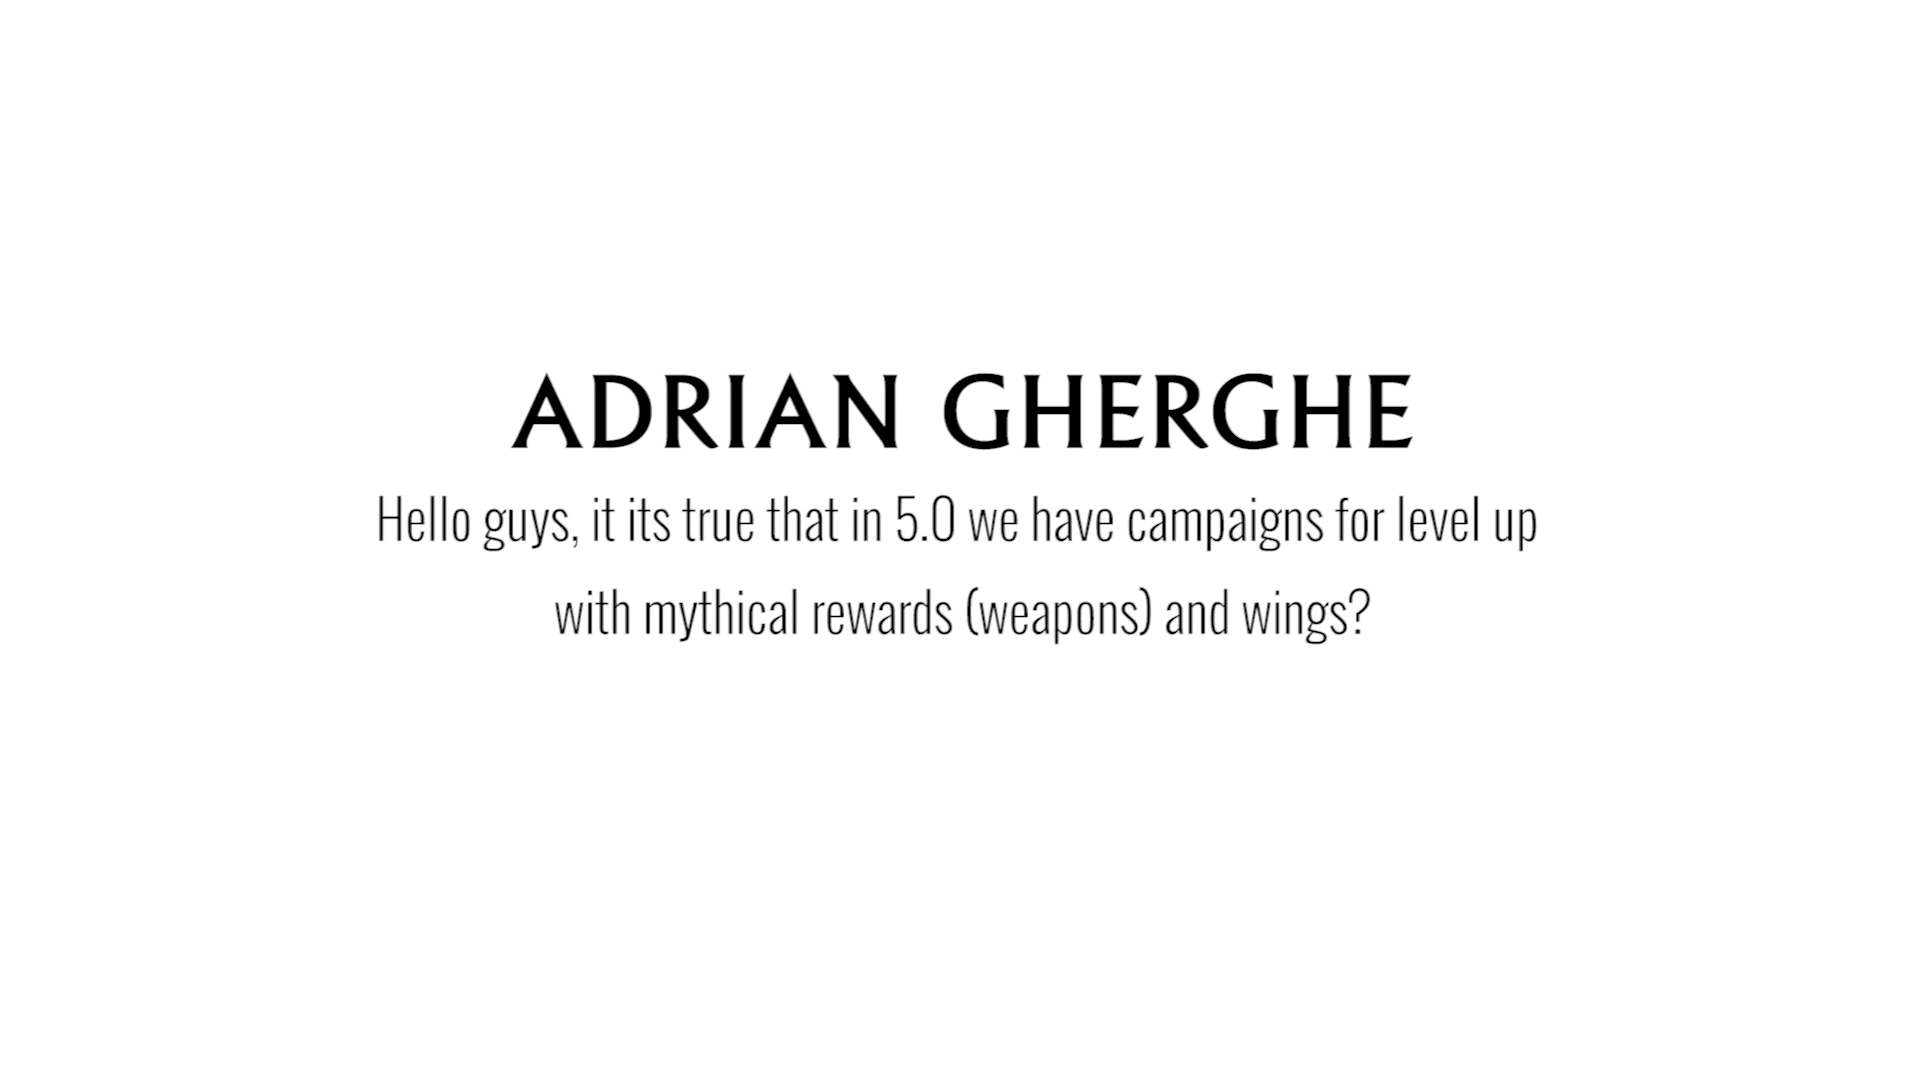 ADRIAN GHERGHE
Hello guys, it its true that in 5.0 we have campaigns for level up
with mythical rewards (weapons) and wings?